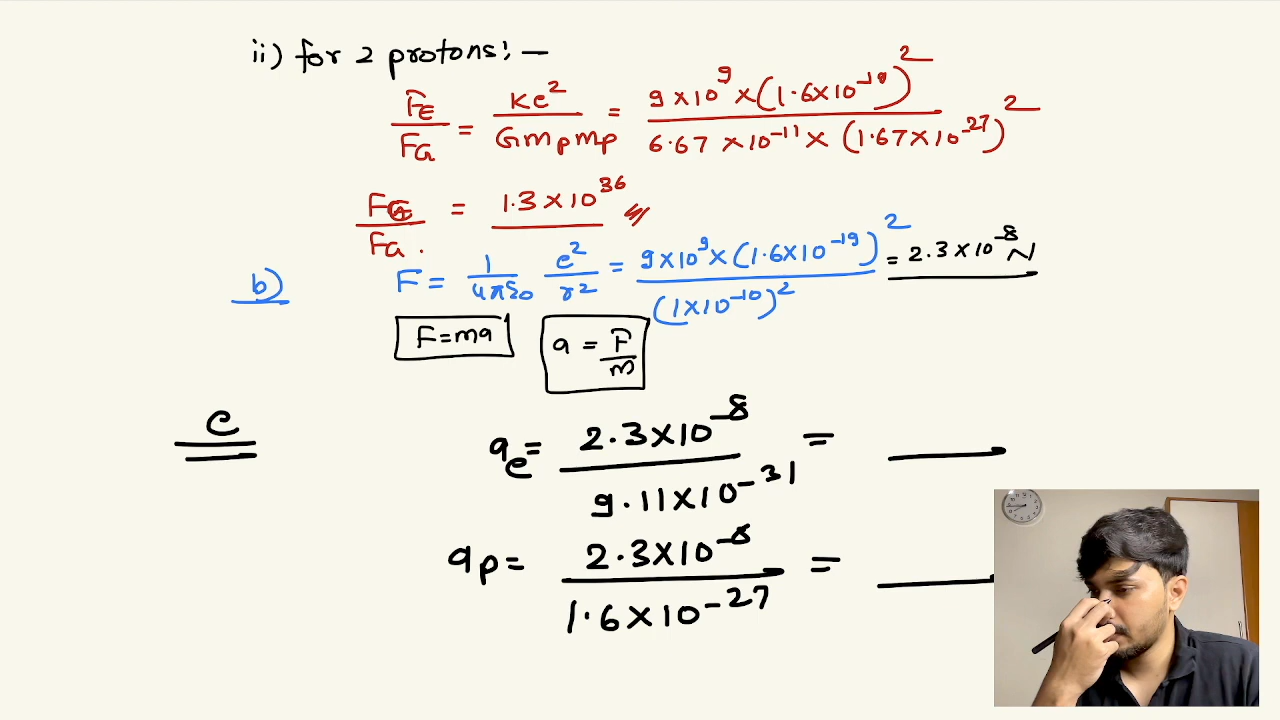 ii) for 2 protons: —
FE/FG = Ke²/Gmpmp = 9×10⁹×(1.6×10⁻¹⁹)²/6.67×10⁻¹¹×(1.67×10⁻²⁷)²
FE/FG. = 1.3×10³⁶
b) F = 1/4πε0 e²/r² = 9×10⁹×(1.6×10⁻¹⁹)²/(1×10⁻¹⁰)² = 2.3×10⁻⁸N
F=ma a = F/m
e ae = 2.3×10⁻⁸/9.11×10⁻³¹ =
ap = 2.3×10⁻⁸/1.6×10⁻²⁷ =